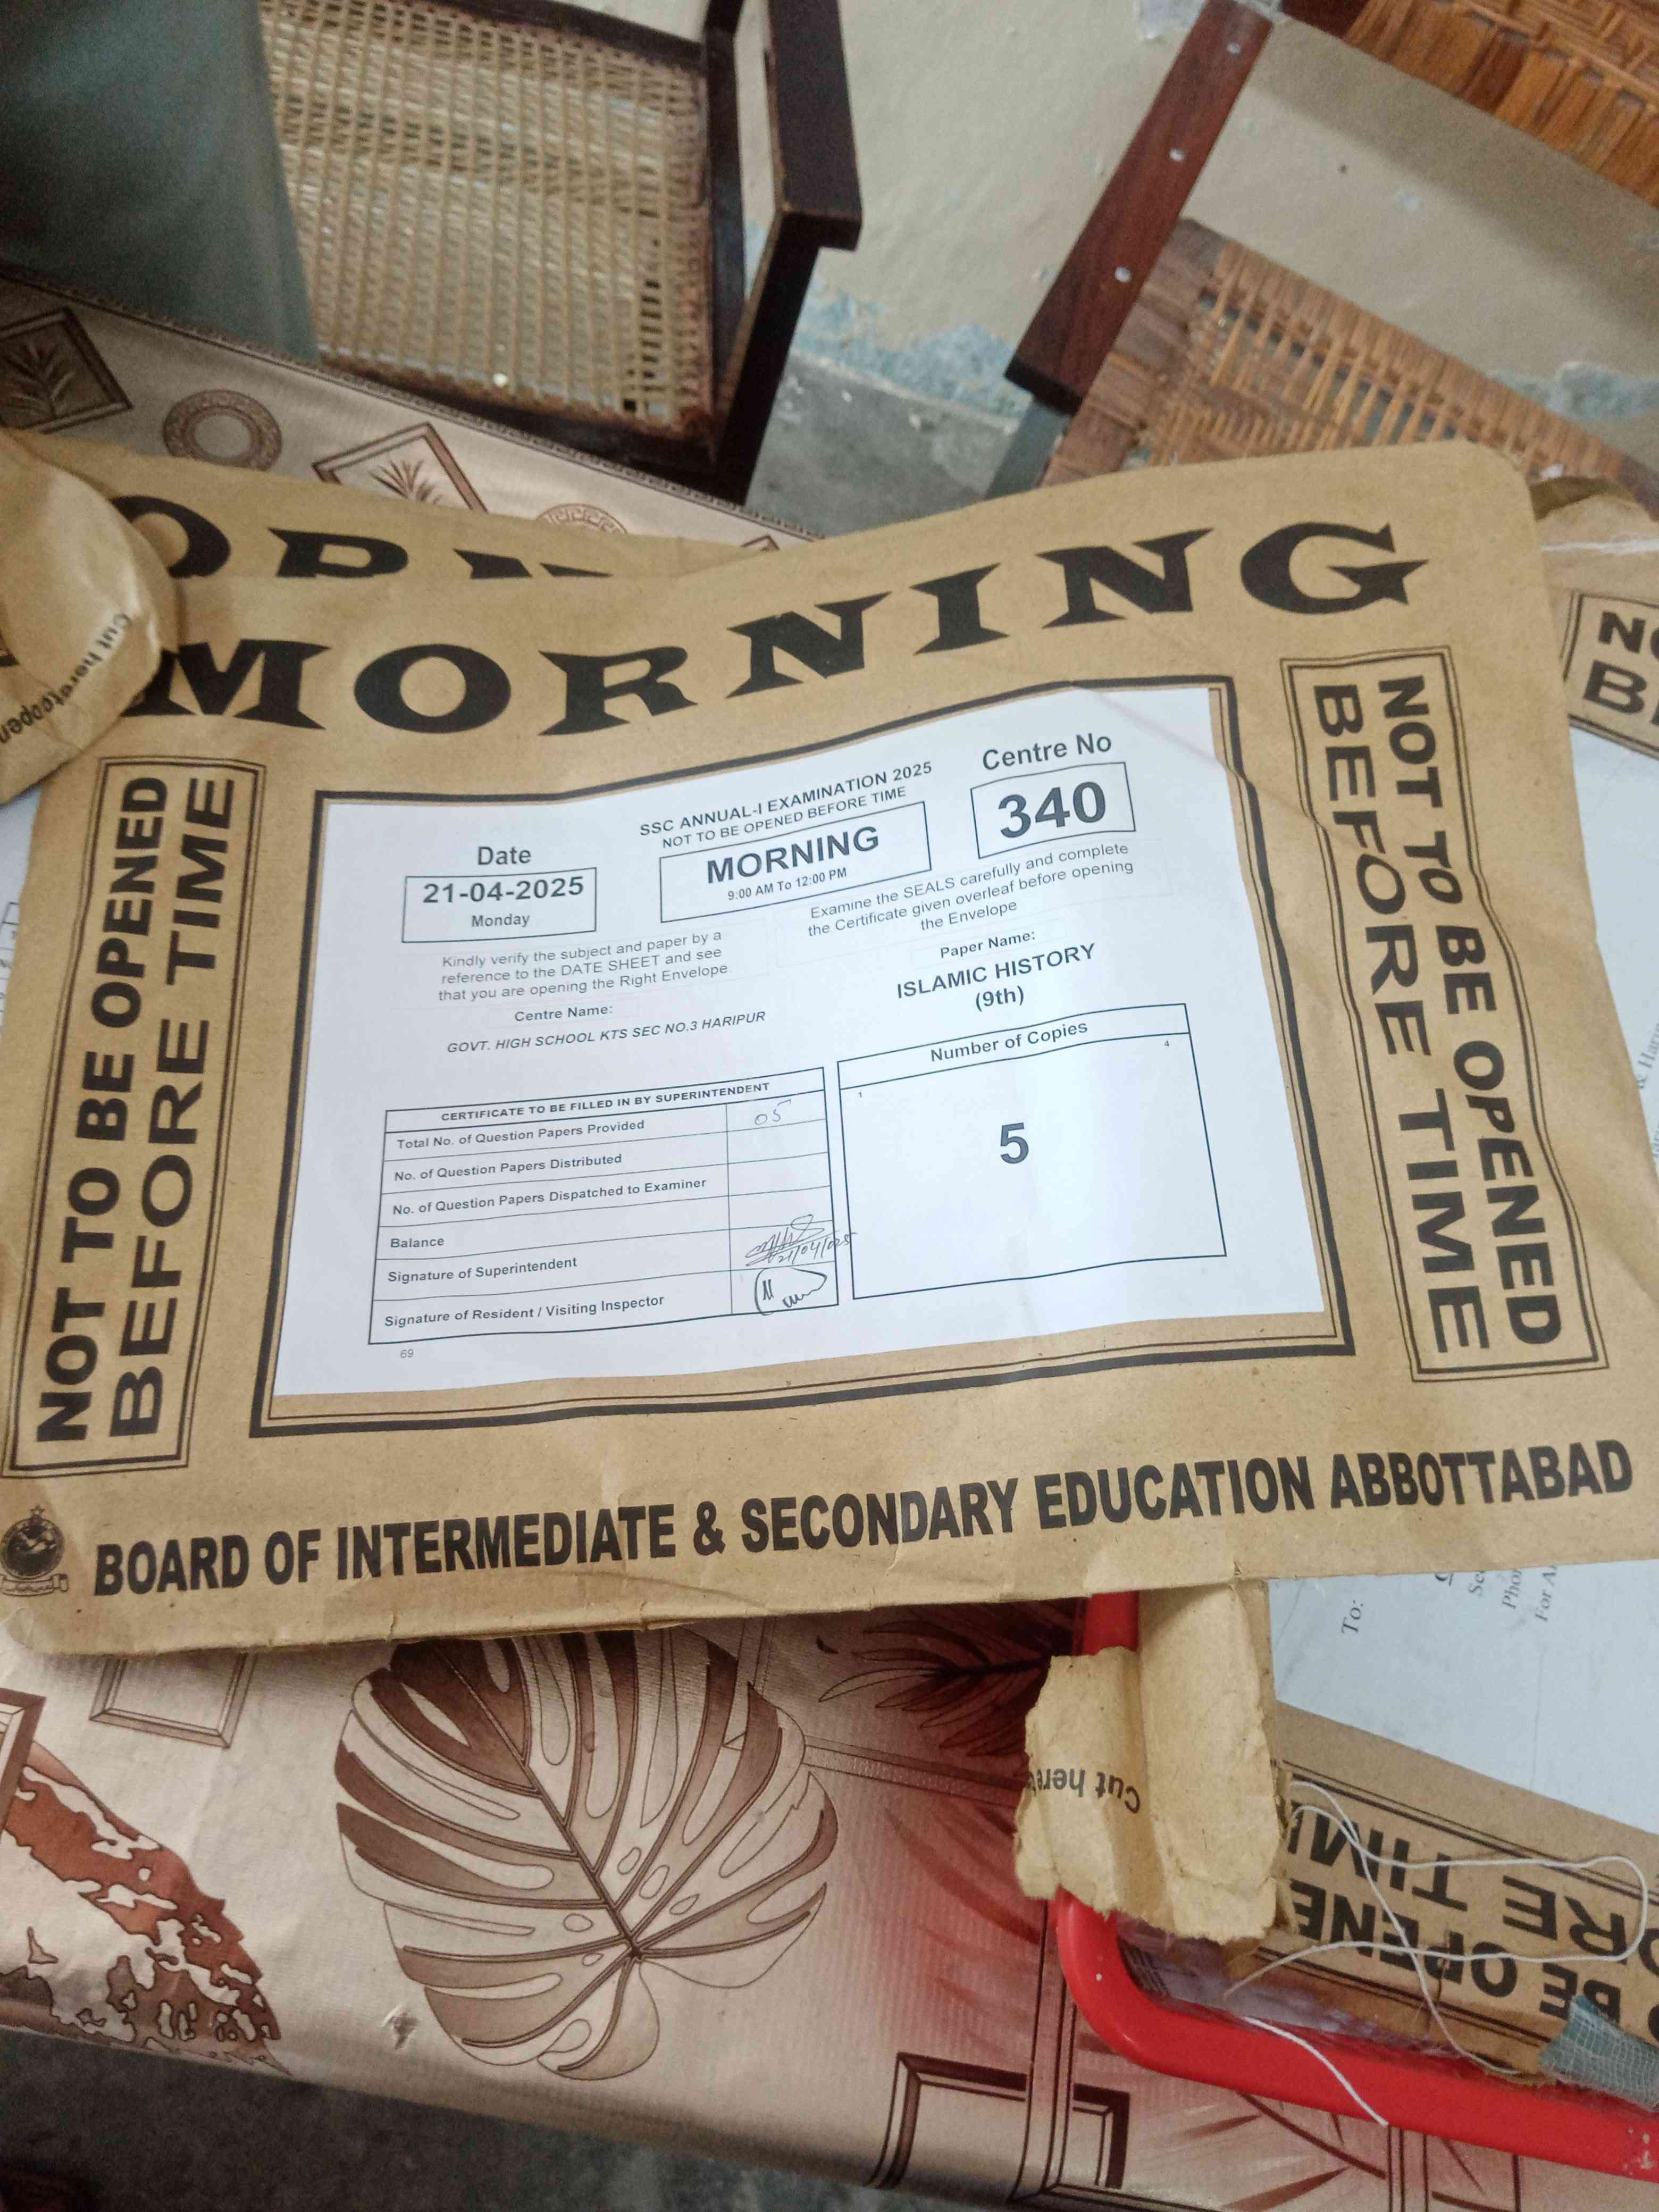 MORNING
NOT TO BE OPENED
BEFORE TIME
SSC ANNUAL-I EXAMINATION 2025
NOT TO BE OPENED BEFORE TIME
Date
21-04-2025
Monday
MORNING
9:00 AM To 12:00 PM
Centre No
340
Kindly verify the subject and paper by a
reference to the DATE SHEET and see
that you are opening the Right Envelope
Examine the SEALS carefully and complete
the Certificate given overleaf before opening
the Envelope
Centre Name:
GOVT. HIGH SCHOOL KTS SEC NO.3 HARIPUR
Paper Name:
ISLAMIC HISTORY
(9th)
CERTIFICATE TO BE FILLED IN BY SUPERINTENDENT
Total No. of Question Papers Provided 05
No. of Question Papers Distributed
No. of Question Papers Dispatched to Examiner
Balance
Signature of Superintendent 21/04/025
Signature of Resident / Visiting Inspector
69
Number of Copies
1
4
5
NOT TO BE OPENED
BEFORE TIME
BOARD OF INTERMEDIATE & SECONDARY EDUCATION ABBOTTABAD
Cut here
To:
For A
BE OPENE
ORE TIM